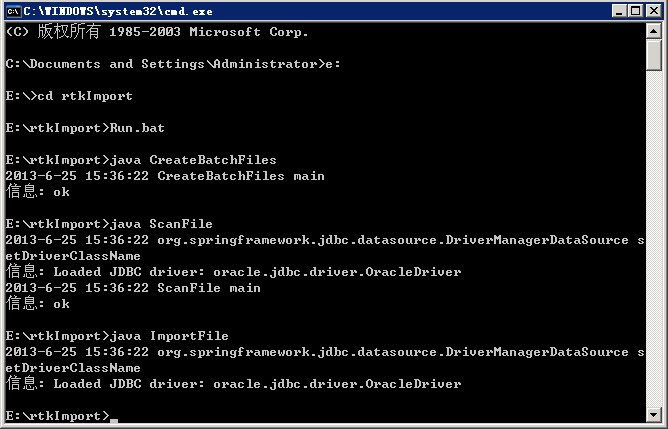 C:\WINDOWS\system32\cmd.exe
(C) 版权所有 1985-2003 Microsoft Corp.
C:\Documents and Settings\Administrator>e:
E:\>cd rtkImport
E:\rtkImport>Run.bat
E:\rtkImport>java CreateBatchFiles
2013-6-25 15:36:22 CreateBatchFiles main
信息: ok
E:\rtkImport>java ScanFile
2013-6-25 15:36:22 org.springframework.jdbc.datasource.DriverManagerDataSource s
etDriverClassName
信息: Loaded JDBC driver: oracle.jdbc.driver.OracleDriver
2013-6-25 15:36:22 ScanFile main
信息: ok
E:\rtkImport>java ImportFile
2013-6-25 15:36:22 org.springframework.jdbc.datasource.DriverManagerDataSource s
etDriverClassName
信息: Loaded JDBC driver: oracle.jdbc.driver.OracleDriver
E:\rtkImport>_